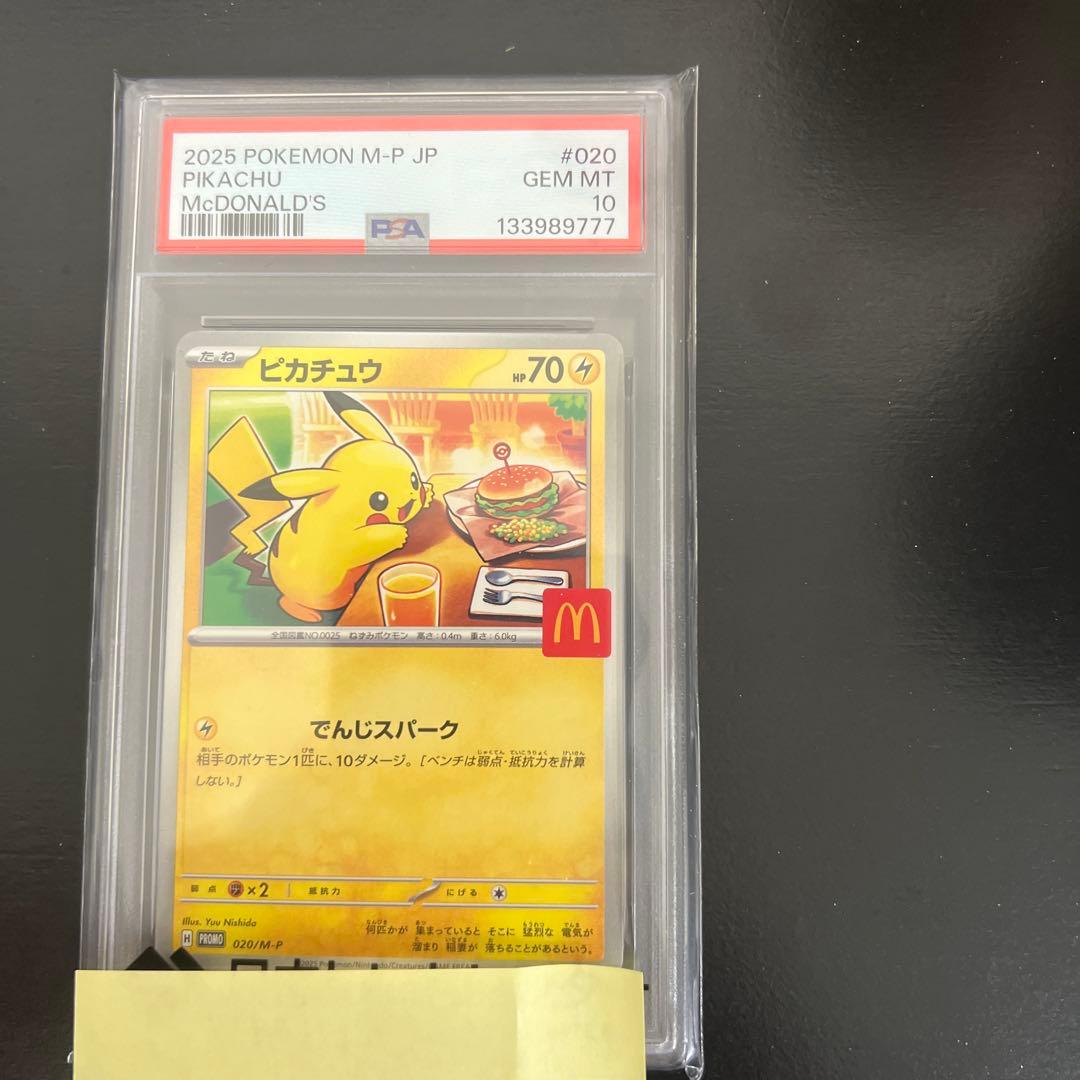 2025 POKEMON M-P JP #020
PIKACHU GEM MT
McDONALD'S 10
PSA 133989777
たね ピカチュウ HP70
全国図鑑NO.0025 ねずみポケモン 高さ:0.4m 重さ:6.0kg
M
でんじスパーク
相手のポケモン1匹に、10ダメージ。[ベンチは弱点・抵抗力を計算
しない。]
弱点 ×2 抵抗力 にげる
Illus. Yuu Nishida
何匹かが 集まっていると そこに 猛烈な 電気が
溜まり 稲妻が 落ちることがあるという。
H PROMO 020/M-P
©2025 Pokémon/Nintendo/Creatures/GAME FREAK